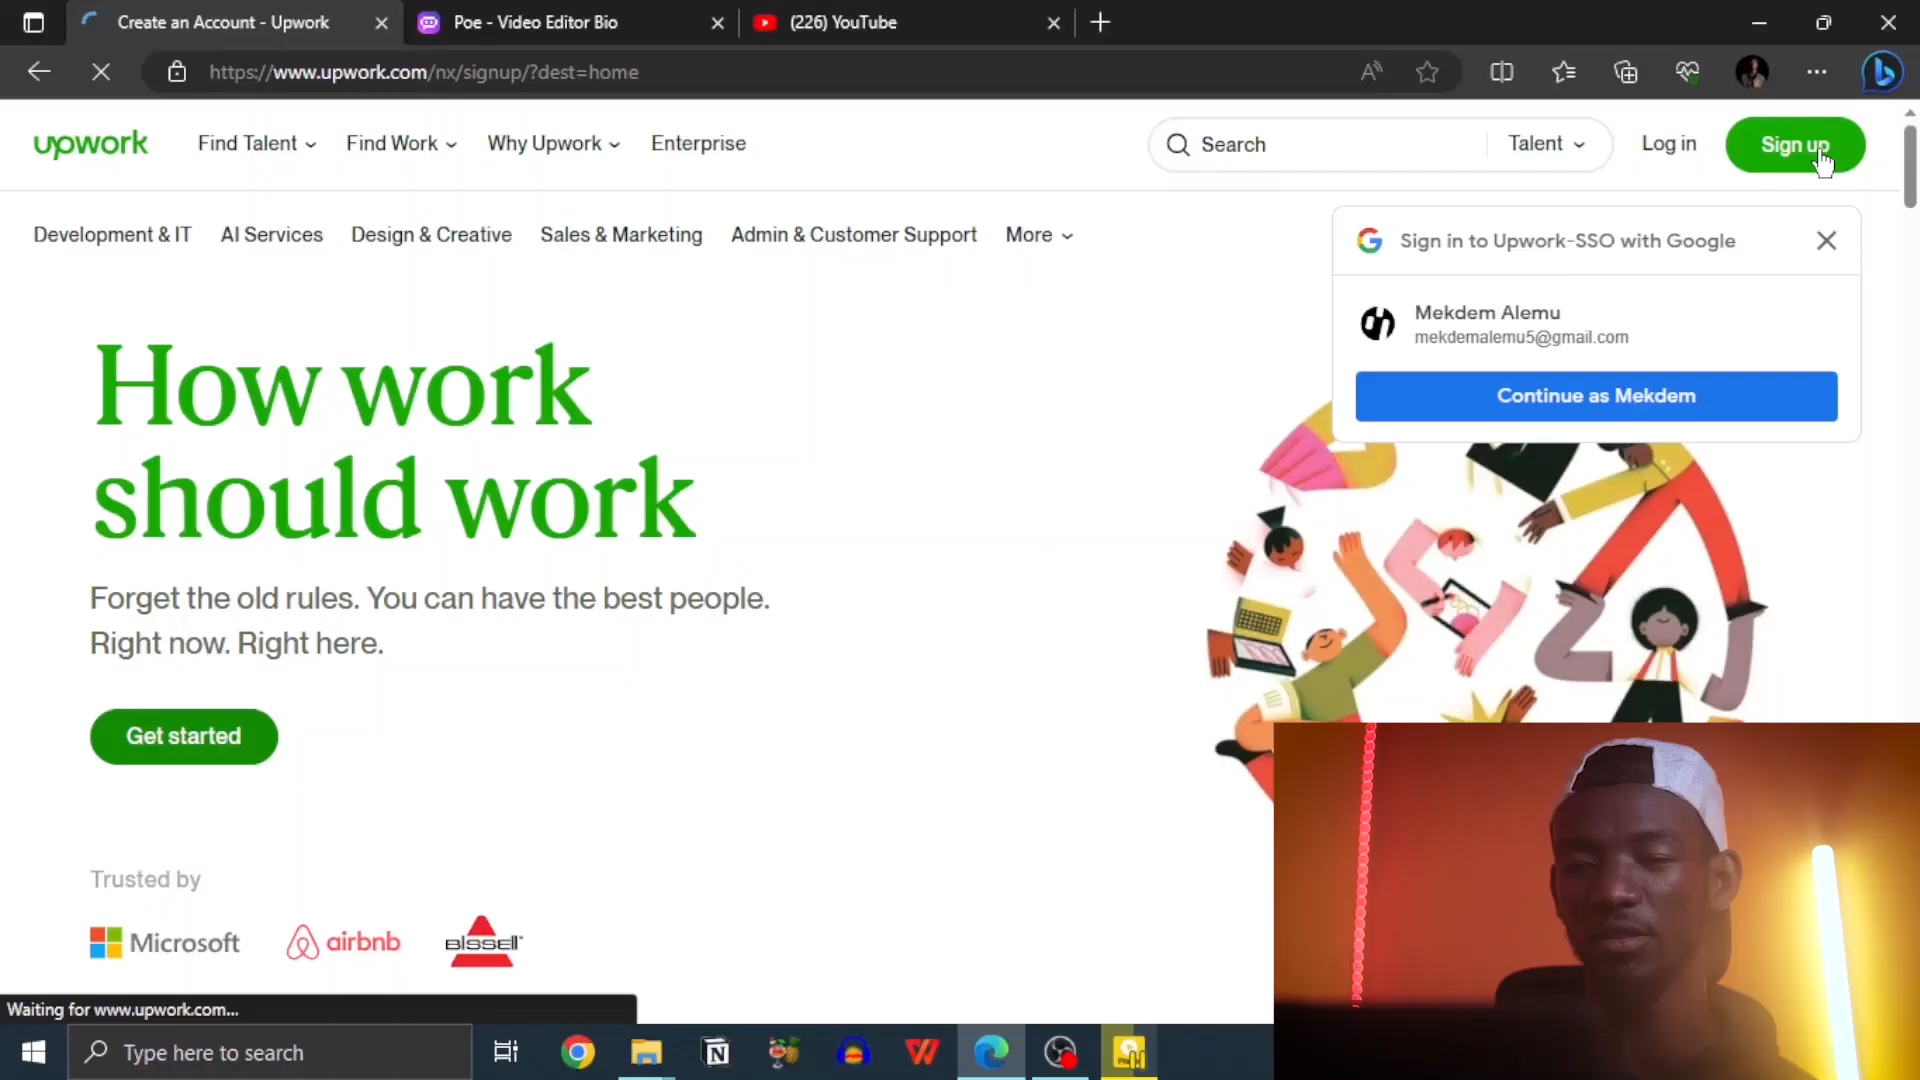 Create an Account - Upwork
Poe - Video Editor Bio
(226) YouTube
https://www.upwork.com/nx/signup/?dest=home
upwork
Find Talent
Find Work
Why Upwork
Enterprise
Search
Talent
Log in
Sign up
Development & IT
AI Services
Design & Creative
Sales & Marketing
Admin & Customer Support
More
Sign in to Upwork-SSO with Google
Mekdem Alemu
mekdemalemu5@gmail.com
Continue as Mekdem
How work
should work
Forget the old rules. You can have the best people.
Right now. Right here.
Get started
Trusted by
Microsoft
airbnb
BISSELL
Waiting for www.upwork.com...
Type here to search